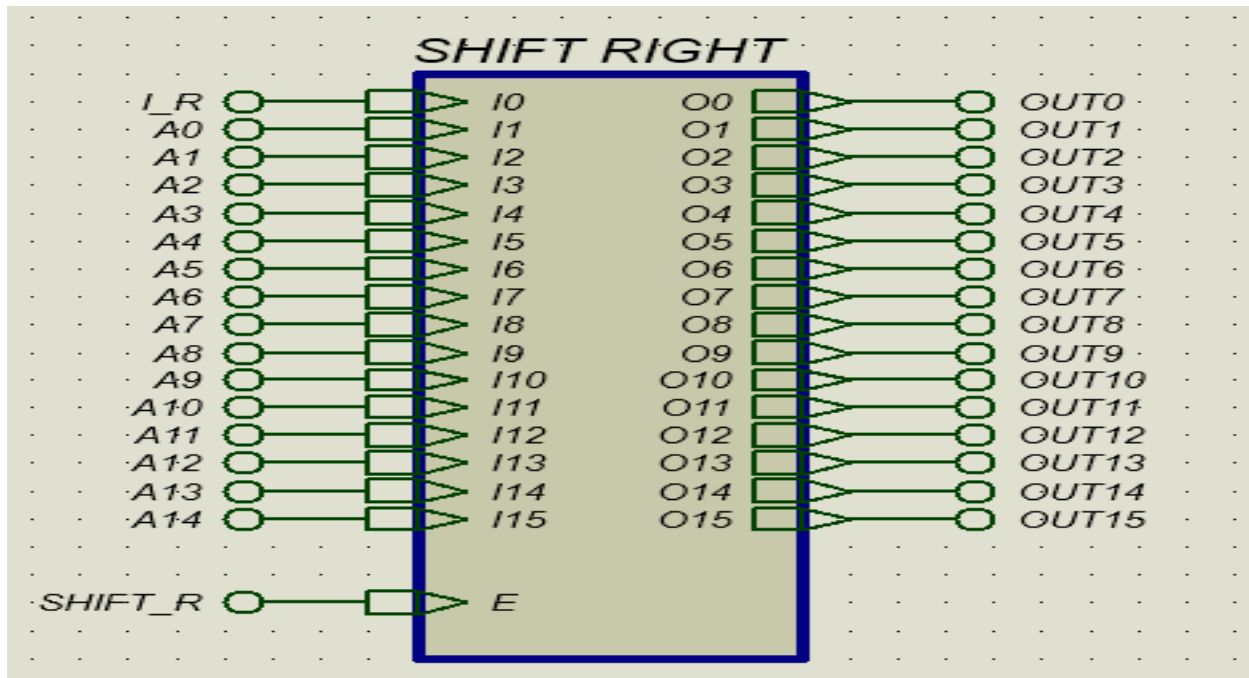 SHIFT RIGHT
I_R I0 O0 OUT0
A0 I1 O1 OUT1
A1 I2 O2 OUT2
A2 I3 O3 OUT3
A3 I4 O4 OUT4
A4 I5 O5 OUT5
A5 I6 O6 OUT6
A6 I7 O7 OUT7
A7 I8 O8 OUT8
A8 I9 O9 OUT9
A9 I10 O10 OUT10
A10 I11 O11 OUT11
A11 I12 O12 OUT12
A12 I13 O13 OUT13
A13 I14 O14 OUT14
A14 I15 O15 OUT15
SHIFT_R E